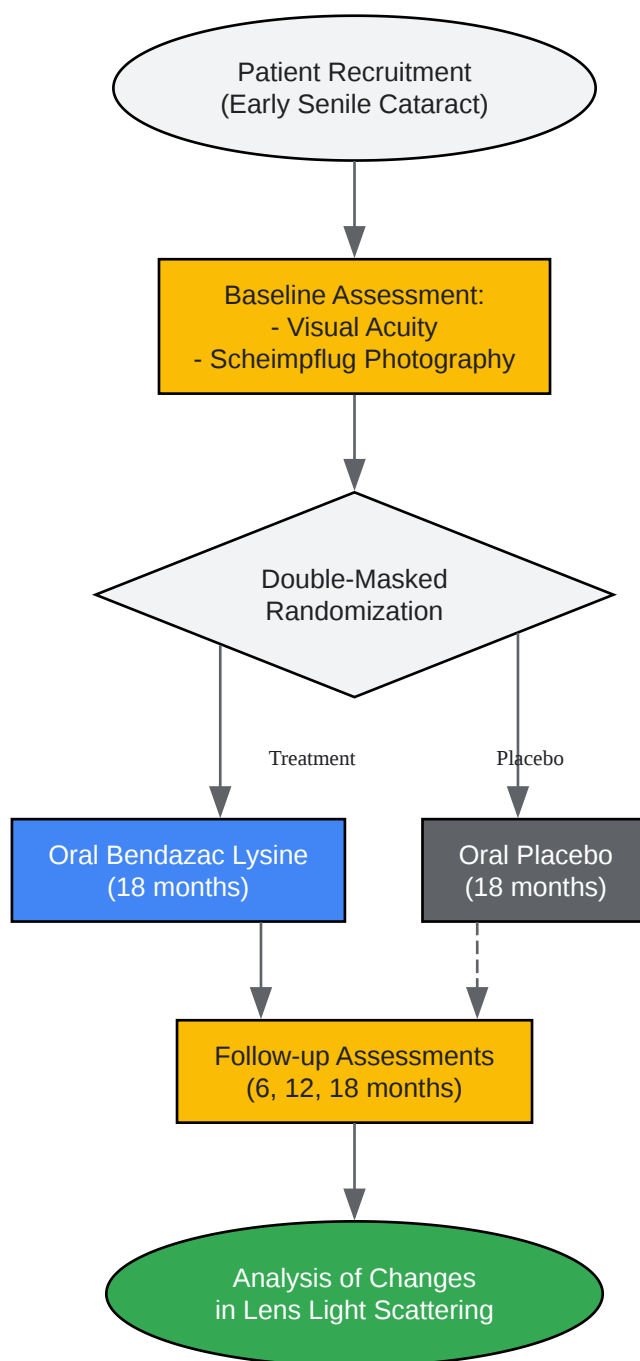 Patient Recruitment
(Early Senile Cataract)
Baseline Assessment:
- Visual Acuity
- Scheimpflug Photography
Double-Masked
Randomization
Treatment
Placebo
Oral Bendazac Lysine
(18 months)
Oral Placebo
(18 months)
Follow-up Assessments
(6, 12, 18 months)
Analysis of Changes
in Lens Light Scattering